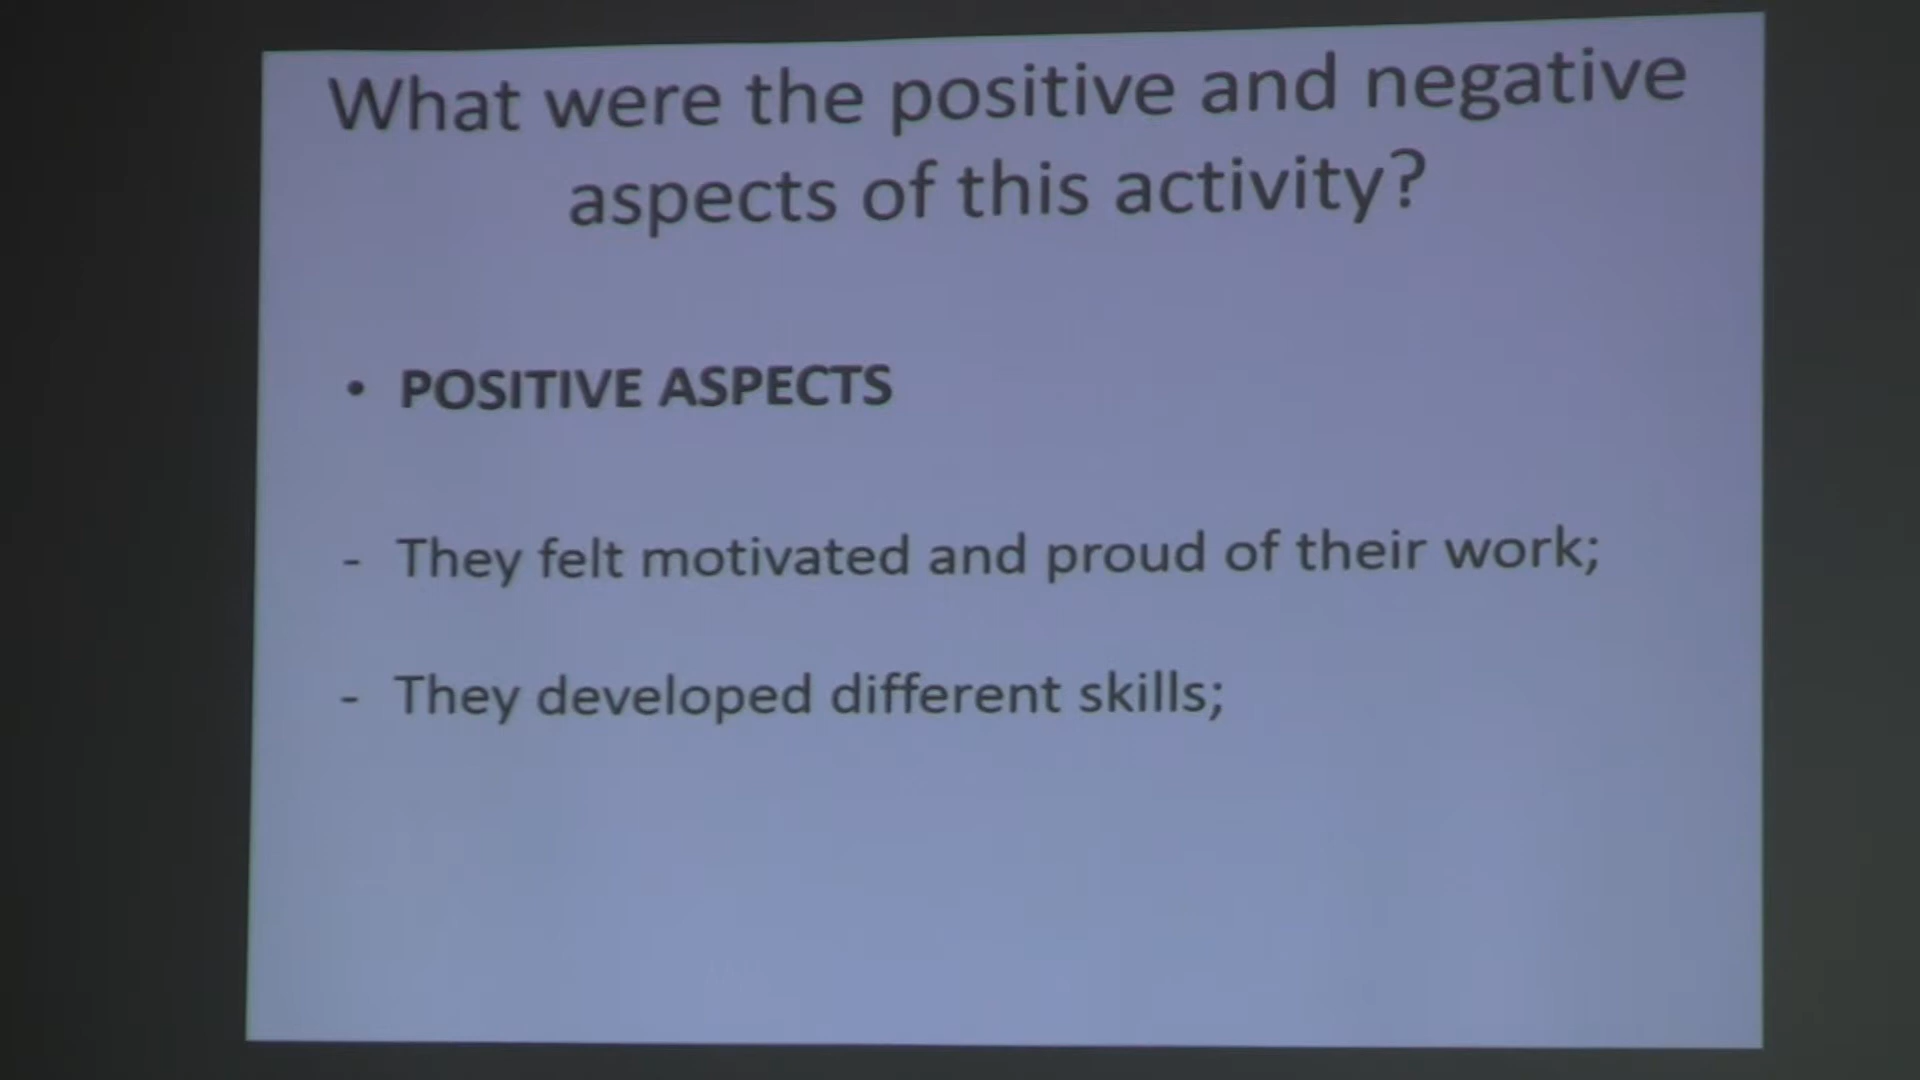 What were the positive and negative
aspects of this activity?
• POSITIVE ASPECTS
- They felt motivated and proud of their work;
- They developed different skills;